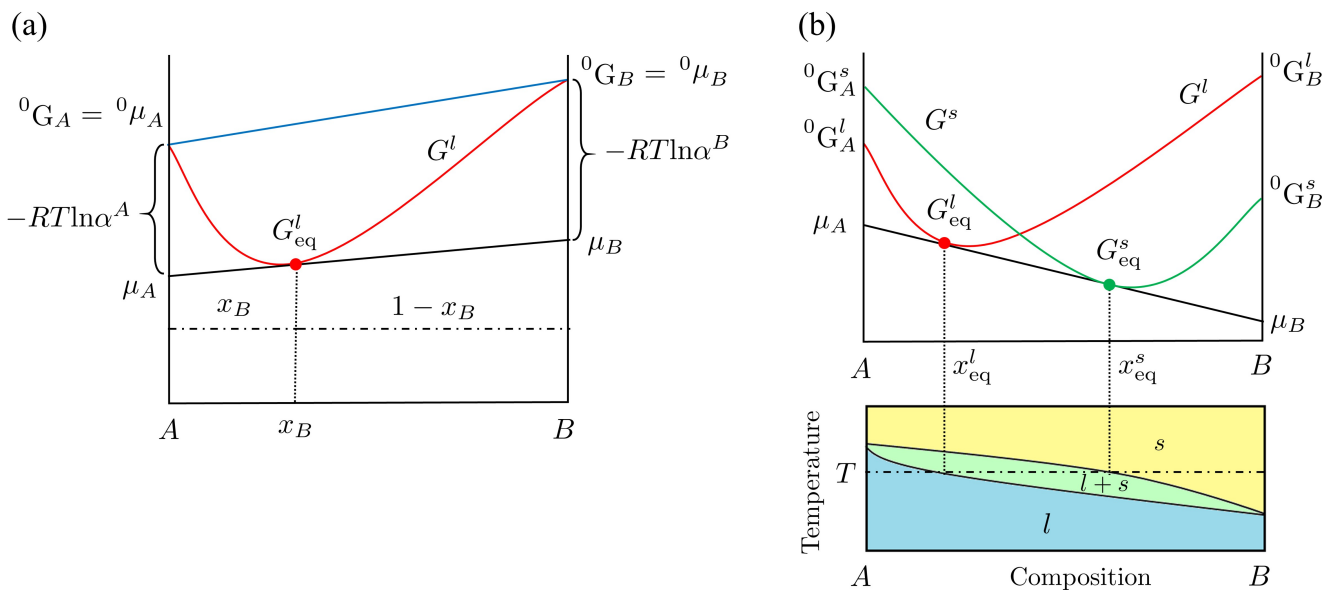 (a)
⁰G_A = ⁰μ_A
⁰G_B = ⁰μ_B
G^l
−RTlnα^A
−RTlnα^B
G^l_eq
μ_A
μ_B
x_B
1 − x_B
A
x_B
B
(b)
⁰G^s_A
⁰G^l_A
G^s
G^l
⁰G^l_B
⁰G^s_B
μ_A
G^l_eq
G^s_eq
μ_B
A
x^l_eq
x^s_eq
B
Temperature
T
s
l + s
l
A
Composition
B